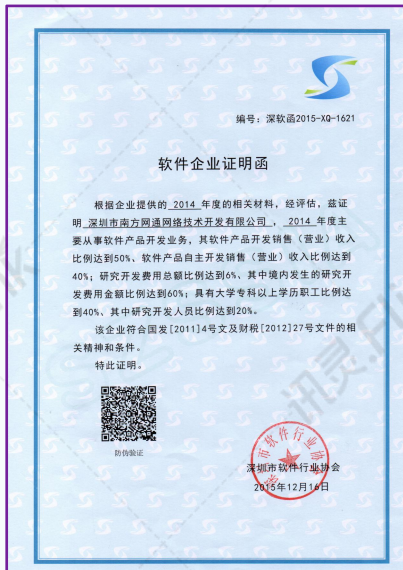 编号：深软函2015-XQ-1621
软件企业证明函
根据企业提供的 2014 年度的相关材料，经评估，兹证
明 深圳市南方网通网络技术开发有限公司 ， 2014 年度主
要从事软件产品开发业务，其软件产品开发销售（营业）收入
比例达到50%、软件产品自主开发销售（营业）收入比例达到
40%；研究开发费用总额比例达到6%、其中境内发生的研究开
发费用金额比例达到60%；具有大学专科以上学历职工比例达
到40%、其中研究开发人员比例达到20%。
该企业符合国发[2011]4号文及财税[2012]27号文件的相
关精神和条件。
特此证明。
防伪验证
深圳市软件行业协会
深圳市软件行业协会
2015年12月16日